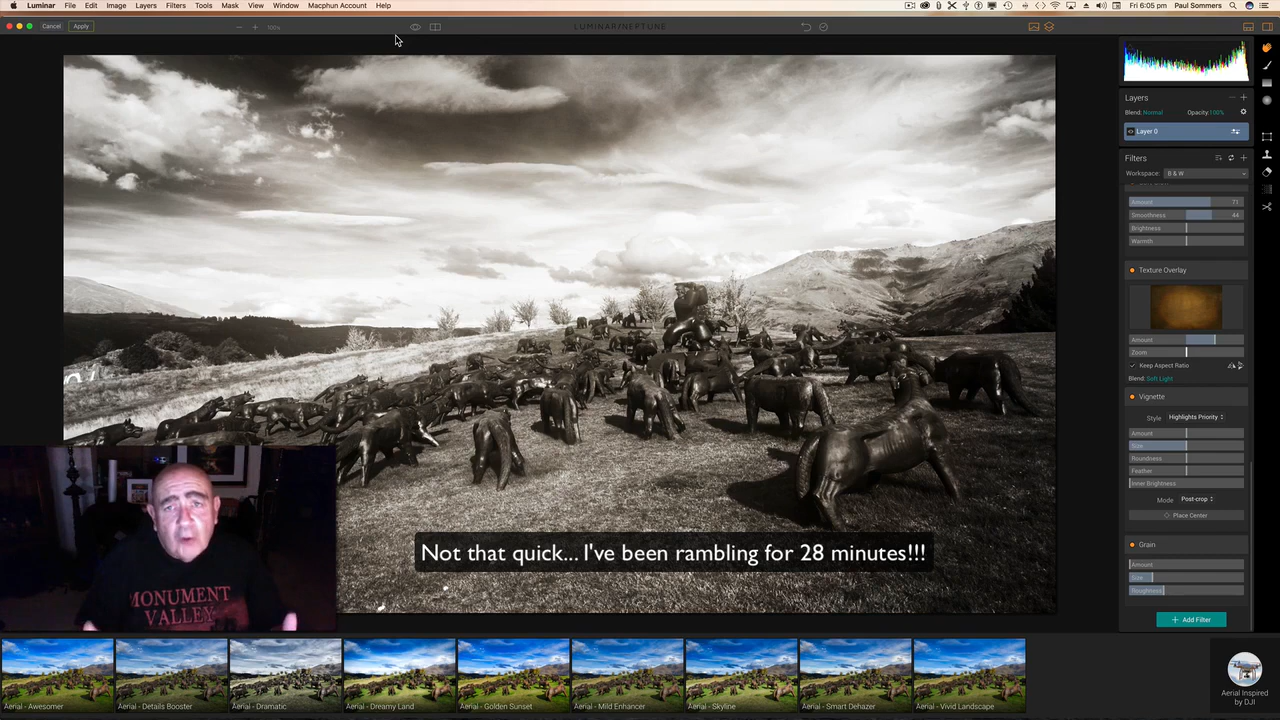 Luminar File Edit Image Layers Filters Tools Mask View Window Macphun Account Help Fri 6:05 pm Paul Sommers
Cancel Apply 100% LUMINAR/NEPTUNE
Layers
Blend: Normal Opacity:100%
Layer 0
Filters
Workspace: B & W
Amount 71
Smoothness 44
Brightness
Warmth
Texture Overlay
Amount
Zoom
Keep Aspect Ratio
Blend: Soft Light
Vignette
Style Highlights Priority
Amount
Size
Roundness
Feather
Inner Brightness
Mode Post-crop
Place Center
Grain
Amount
Size
Roughness
Add Filter
MONUMENT
VALLEY
Not that quick... I've been rambling for 28 minutes!!!
Aerial - Awesomer Aerial - Details Booster Aerial - Dramatic Aerial - Dreamy Land Aerial - Golden Sunset Aerial - Mild Enhancer Aerial - Skyline Aerial - Smart Dehazer Aerial - Vivid Landscape
Aerial Inspired
by DJI